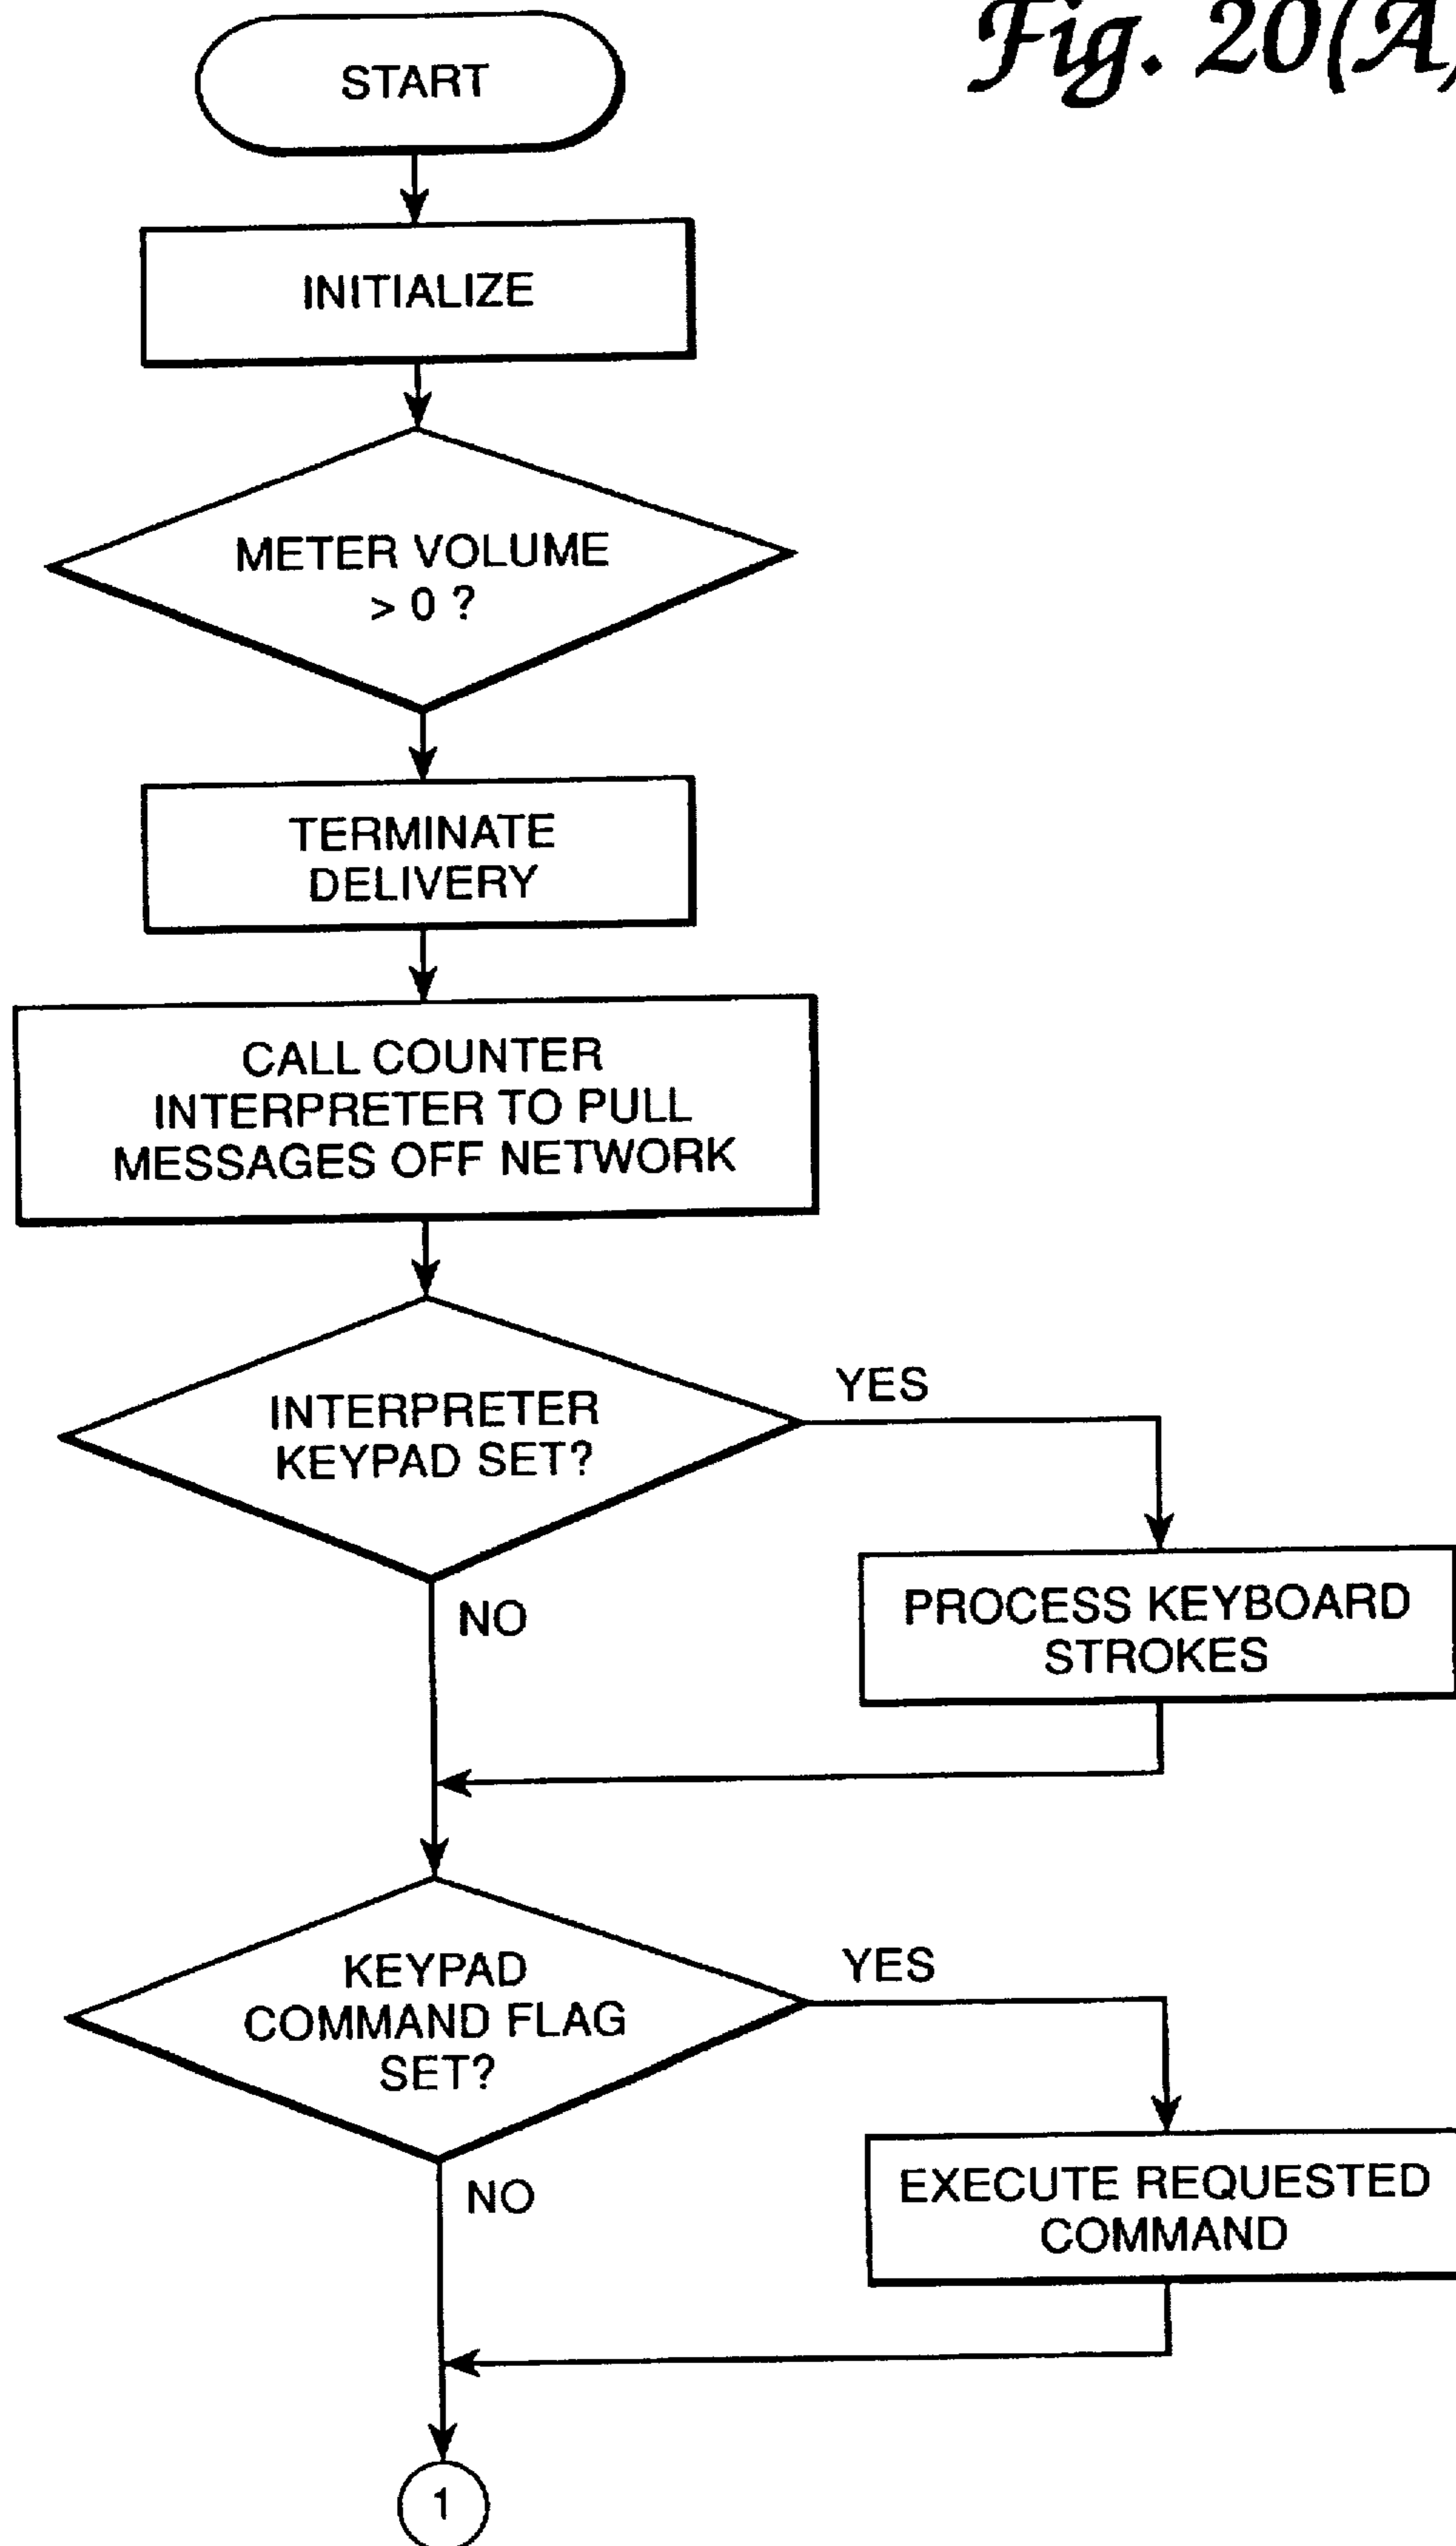 Fig. 20(A)
START
INITIALIZE
METER VOLUME
> 0 ?
TERMINATE
DELIVERY
CALL COUNTER
INTERPRETER TO PULL
MESSAGES OFF NETWORK
INTERPRETER
KEYPAD SET?
YES
PROCESS KEYBOARD
STROKES
NO
KEYPAD
COMMAND FLAG
SET?
YES
EXECUTE REQUESTED
COMMAND
NO
1